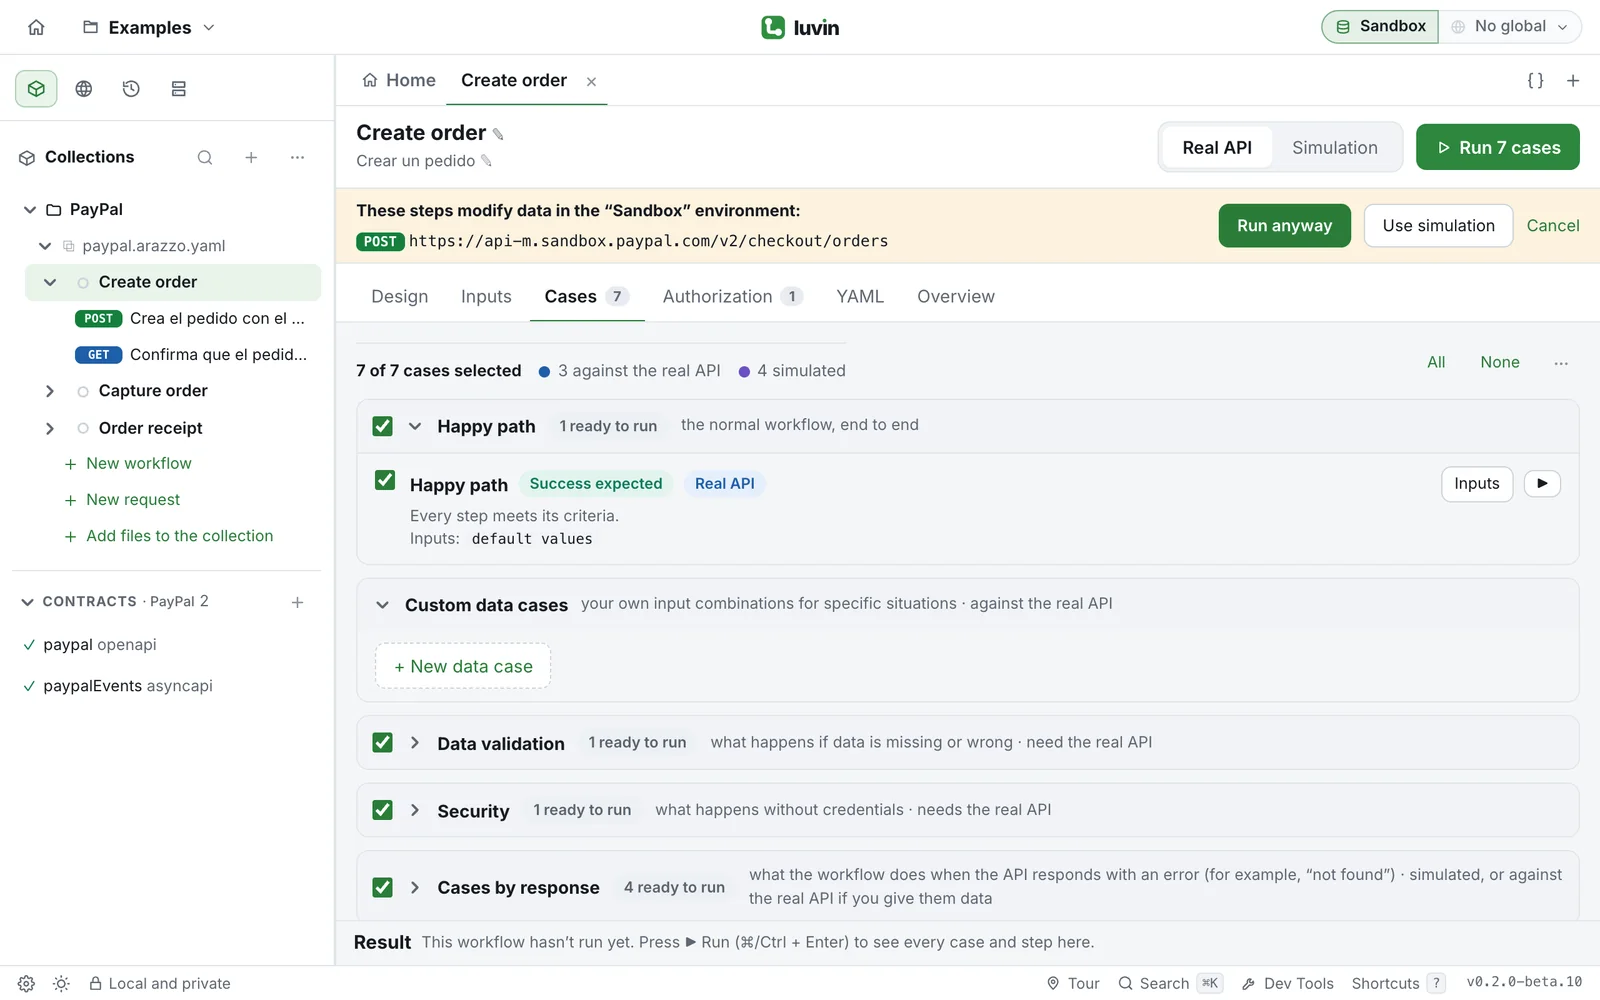 Examples
luvin
Sandbox
No global
Home
Create order
Collections
Create order
Crear un pedido
Real API
Simulation
Run 7 cases
PayPal
paypal.arazzo.yaml
Create order
POST Crea el pedido con el ...
GET Confirma que el pedid...
Capture order
Order receipt
+ New workflow
+ New request
+ Add files to the collection
CONTRACTS · PayPal 2
paypal openapi
paypalEvents asyncapi
These steps modify data in the “Sandbox” environment:
POST https://api-m.sandbox.paypal.com/v2/checkout/orders
Run anyway
Use simulation
Cancel
Design
Inputs
Cases 7
Authorization 1
YAML
Overview
7 of 7 cases selected
3 against the real API
4 simulated
All
None
Happy path 1 ready to run the normal workflow, end to end
Happy path Success expected Real API
Inputs
Every step meets its criteria.
Inputs: default values
Custom data cases your own input combinations for specific situations · against the real API
+ New data case
Data validation 1 ready to run what happens if data is missing or wrong · need the real API
Security 1 ready to run what happens without credentials · needs the real API
Cases by response 4 ready to run what the workflow does when the API responds with an error (for example, “not found”) · simulated, or against
the real API if you give them data
Result This workflow hasn’t run yet. Press ▶ Run (⌘/Ctrl + Enter) to see every case and step here.
Local and private
Tour
Search ⌘K
Dev Tools
Shortcuts ?
v0.2.0-beta.10